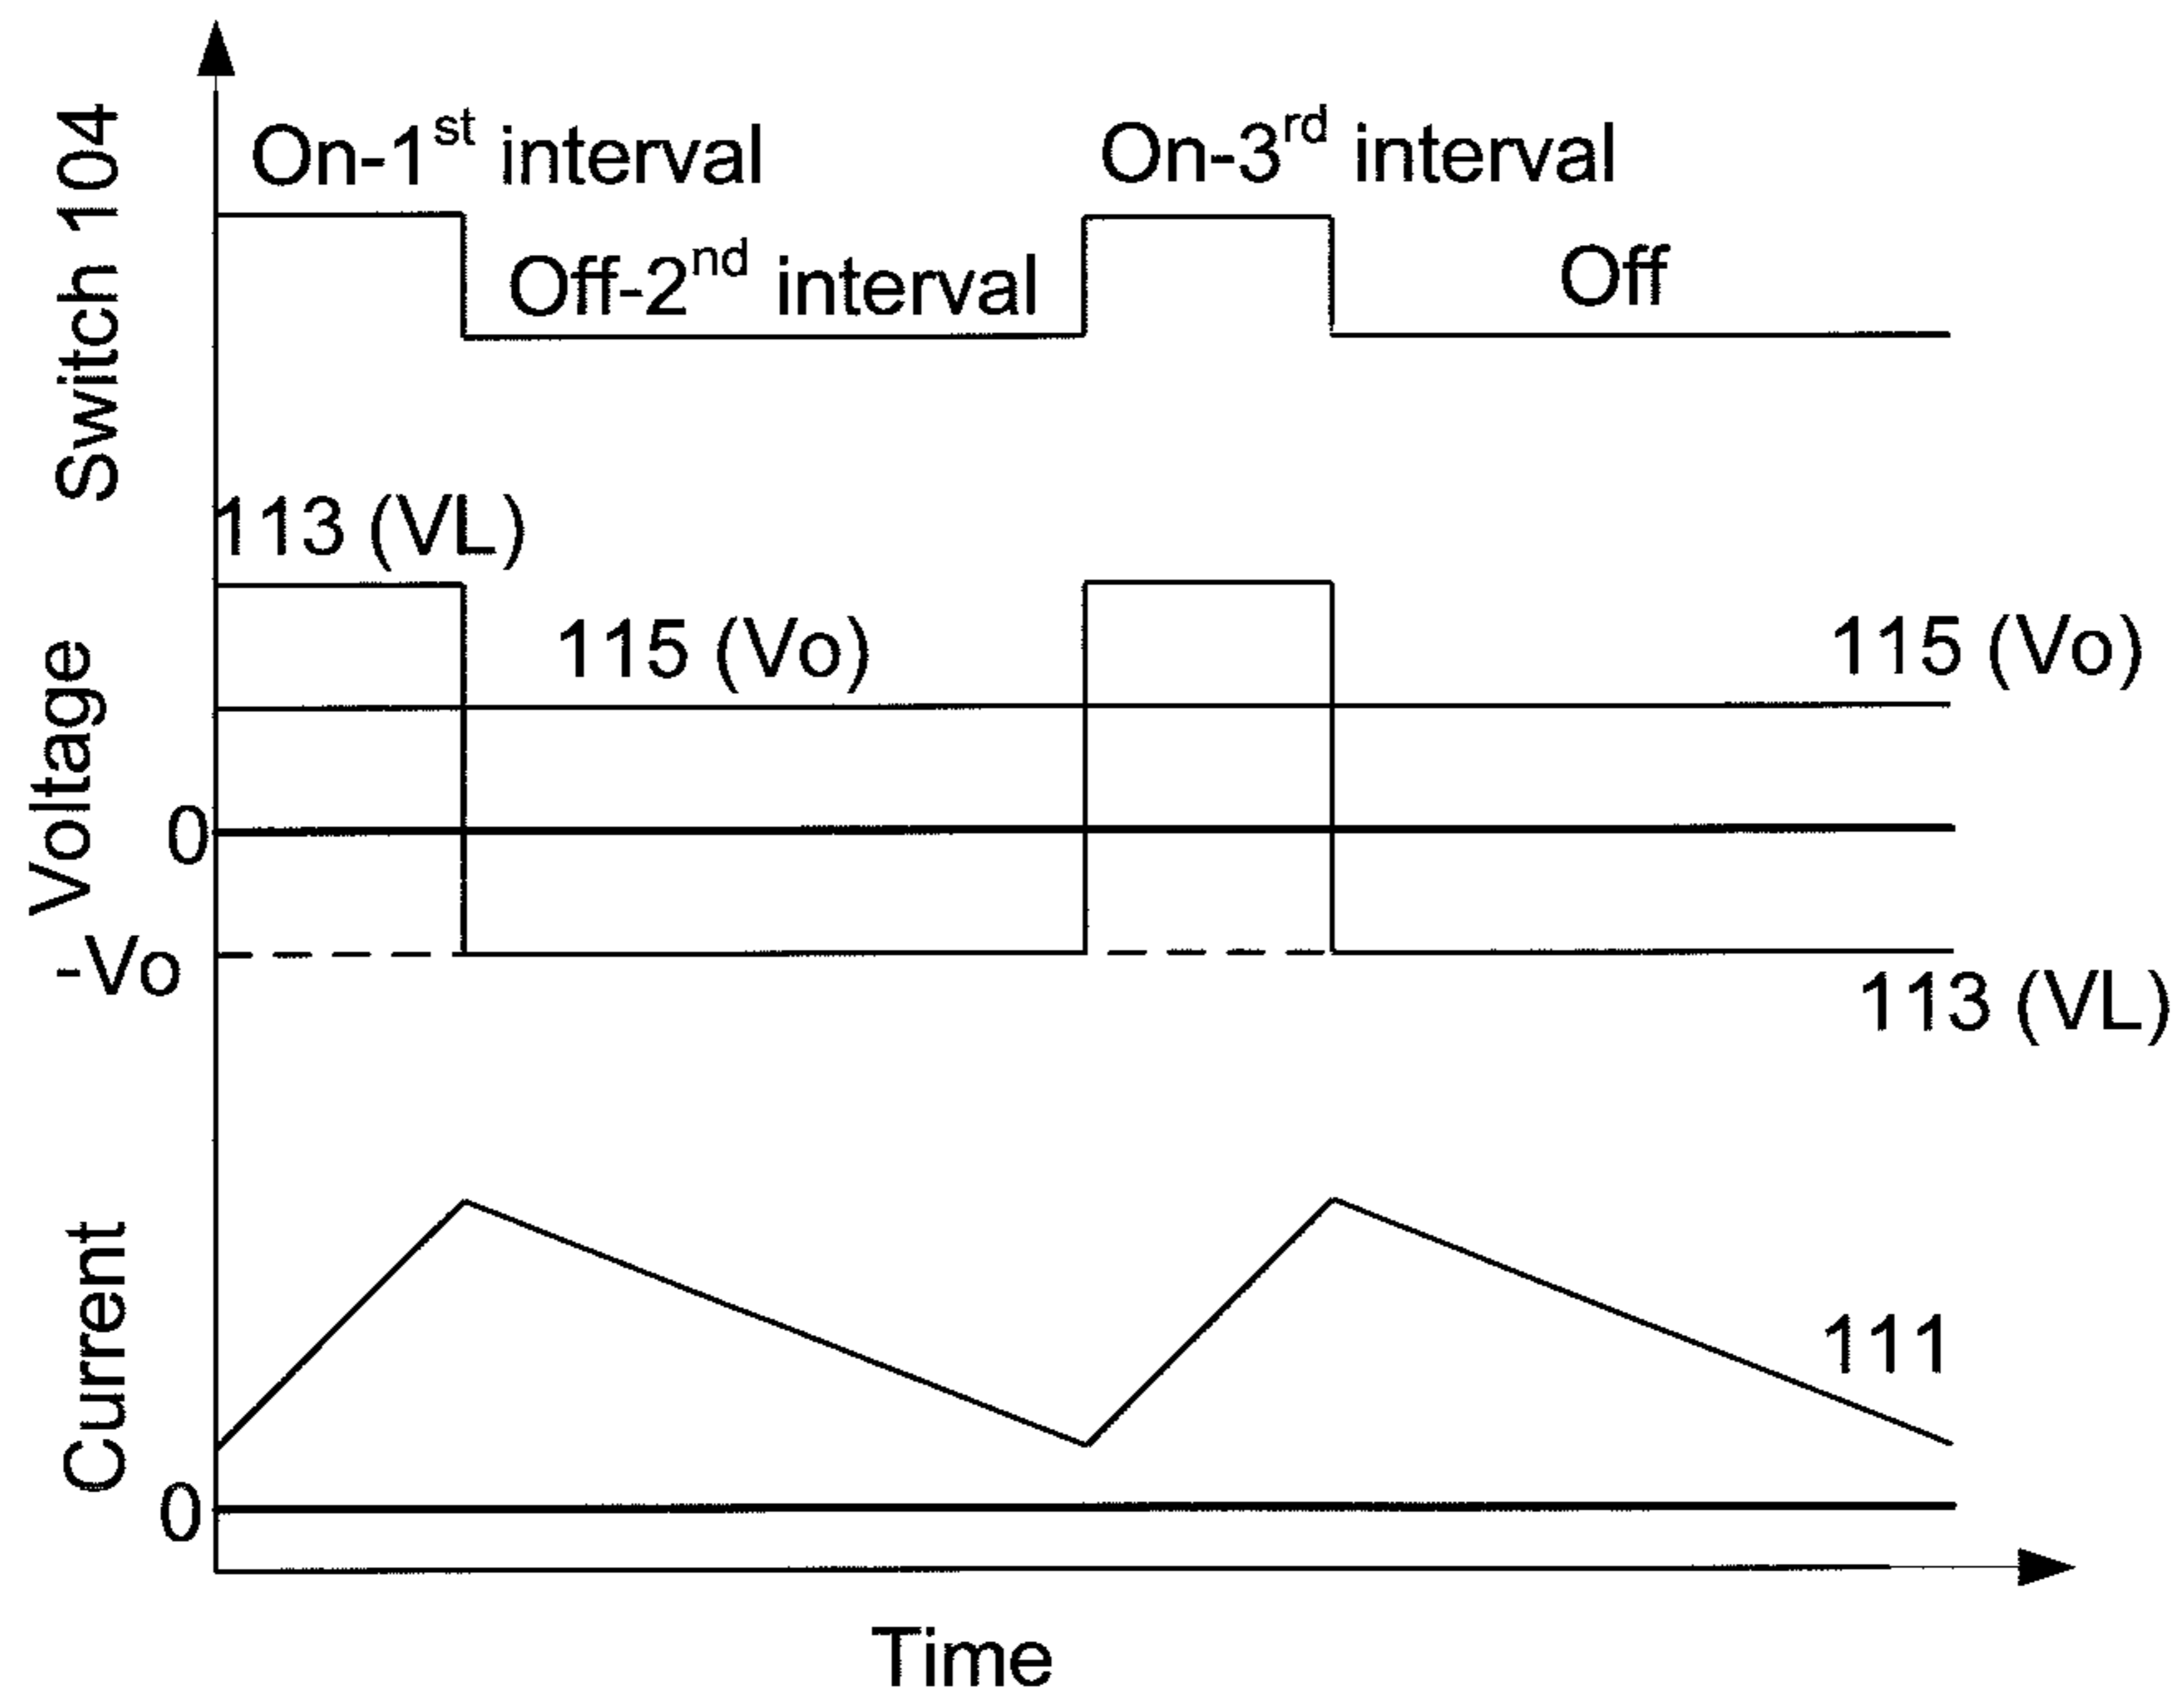 Switch 104
On-1st interval
On-3rd interval
Off-2nd interval
Off
113 (VL)
115 (Vo)
115 (Vo)
Voltage
0
-Vo
113 (VL)
Current
111
0
Time